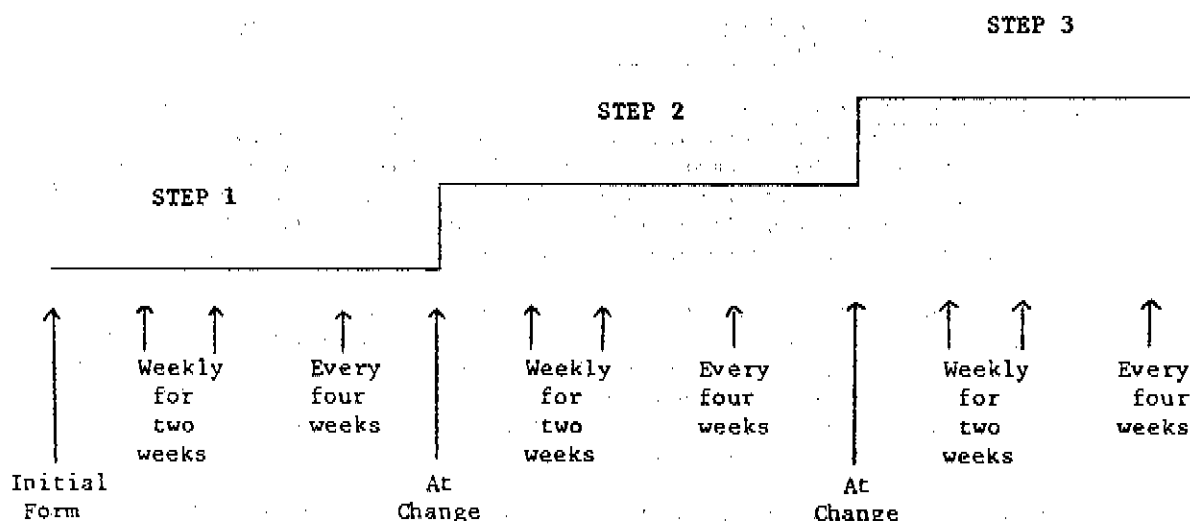 STEP 3
STEP 2
STEP 1
Weekly
for
two
weeks
Every
four
weeks
Weekly
for
two
weeks
Every
four
weeks
Weekly
for
two
weeks
Every
four
weeks
Initial
Form
At
Change
At
Change